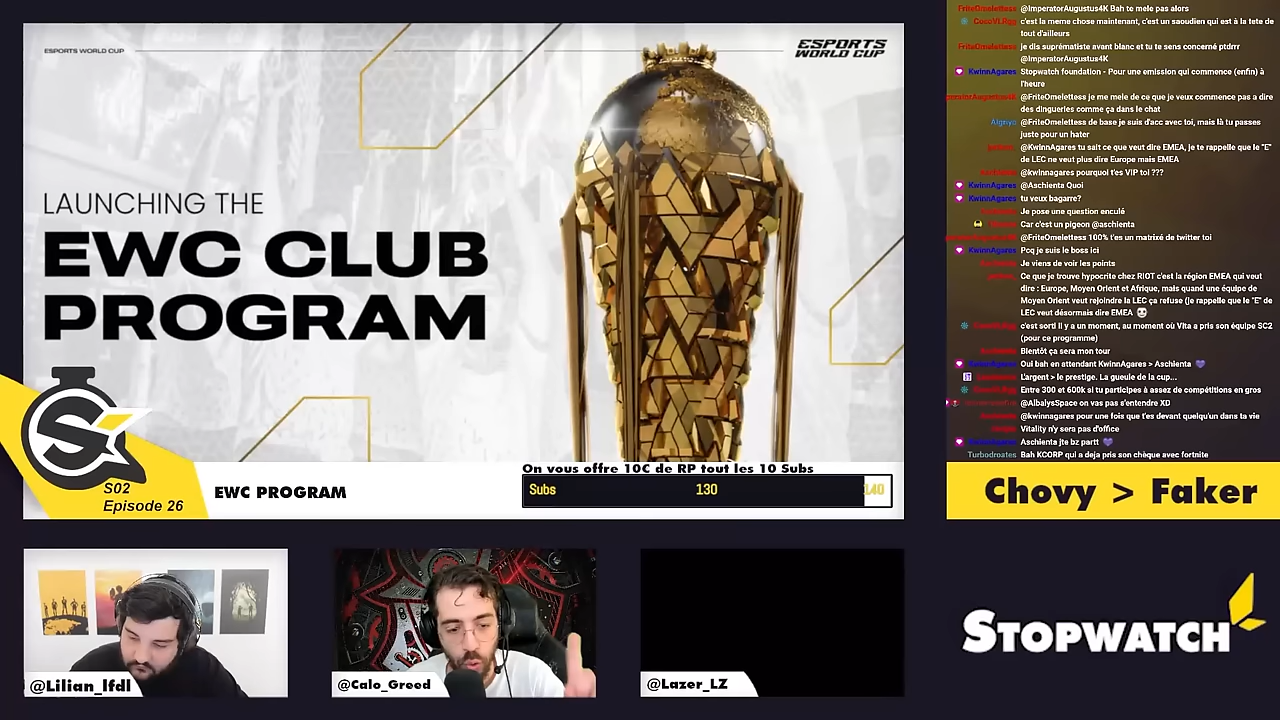 ESPORTS WORLD CUP
ESPORTS
WORLD CUP
LAUNCHING THE
EWC CLUB
PROGRAM
S02
Episode 26
EWC PROGRAM
On vous offre 10€ de RP tout les 10 Subs
Subs 130 140
@Lilian_lfdl
@Calo_Greed
@Lazer_LZ
FriteOmelettess @ImperatorAugustus4K Bah te mele pas alors
CocoVLRgg c'est la meme chose maintenant, c'est un saoudien qui est à la tete de
tout d'ailleurs
FriteOmelettess je dis suprématiste avant blanc et tu te sens concerné ptdrrr
@ImperatorAugustus4K
KwinnAgares Stopwatch foundation - Pour une emission qui commence (enfin) à
l'heure
@FriteOmelettess je me mele de ce que je veux commence pas a dire
des dingueries comme ça dans le chat
@FriteOmelettess de base je suis d'acc avec toi, mais là tu passes
juste pour un hater
@KwinnAgares tu sait ce que veut dire EMEA, je te rappelle que le "E"
de LEC ne veut plus dire Europe mais EMEA
@kwinnagares pourquoi t'es VIP toi ???
KwinnAgares @Aschienta Quoi
KwinnAgares tu veux bagarre?
Je pose une question enculé
Car c'est un pigeon @aschienta
@FriteOmelettess 100% t'es un matrixé de twitter toi
KwinnAgares Pcq je suis le boss ici
Je viens de voir les points
Ce que je trouve hypocrite chez RIOT c'est la région EMEA qui veut
dire : Europe, Moyen Orient et Afrique, mais quand une équipe de
Moyen Orient veut rejoindre la LEC ça refuse (je rappelle que le "E" de
LEC veut désormais dire EMEA
c'est sorti il y a un moment, au moment où Vita a pris son équipe SC2
(pour ce programme)
Bientôt ça sera mon tour
KwinnAgares Oui bah en attendant KwinnAgares > Aschienta
L'argent > le prestige. La gueule de la cup...
Entre 300 et 600k si tu participes à assez de compétitions en gros
@AlbalysSpace on vas pas s'entendre XD
@kwinnagares pour une fois que t'es devant quelqu'un dans ta vie
Vitality n'y sera pas d'office
KwinnAgares Aschienta jte bz partt
Turbodroates Bah KCORP qui a deja pris son chèque avec fortnite
Chovy > Faker
STOPWATCH